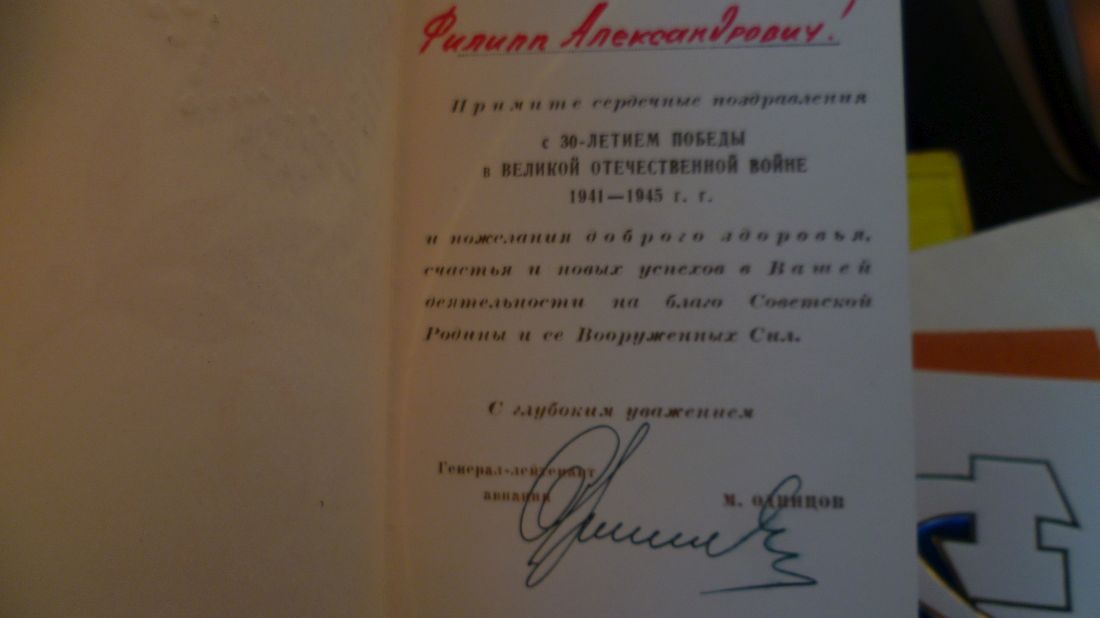 Филипп Александрович!
Примите сердечные поздравления
с 30-ЛЕТИЕМ ПОБЕДЫ
в ВЕЛИКОЙ ОТЕЧЕСТВЕННОЙ ВОЙНЕ
1941—1945 г. г.
и пожелания доброго здоровья,
счастья и новых успехов в Вашей
деятельности на благо Советской
Родины и ее Вооруженных Сил.
С глубоким уважением
Генерал-лейтенант
авиации
М. ОДИНЦОВ